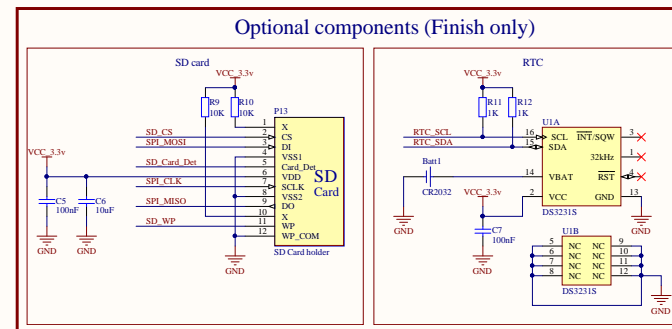 Optional components (Finish only)
SD card
VCC_3.3v
R9
10K
R10
10K
P13
SD_CS
SPI_MOSI
SD_Card_Det
SPI_CLK
SPI_MISO
SD_WP
1 X
2 CS
3 DI
4 VSS1
5 Card_Det
6 VDD
7 SCLK
8 VSS2
9 DO
10 X
11 WP
12 WP_COM
SD
Card
SD Card holder
GND
VCC_3.3v
C5
100nF
C6
10uF
GND
GND
RTC
VCC_3.3v
R11
1K
R12
1K
U1A
RTC_SCL
RTC_SDA
16 SCL INT/SQW 3
15 SDA
32kHz 1
14 VBAT RST 4
2 VCC GND 13
DS3231S
Batt1
CR2032
VCC_3.3v
C7
100nF
GND
GND
GND
U1B
5 NC NC 9
6 NC NC 10
7 NC NC 11
8 NC NC 12
DS3231S
GND